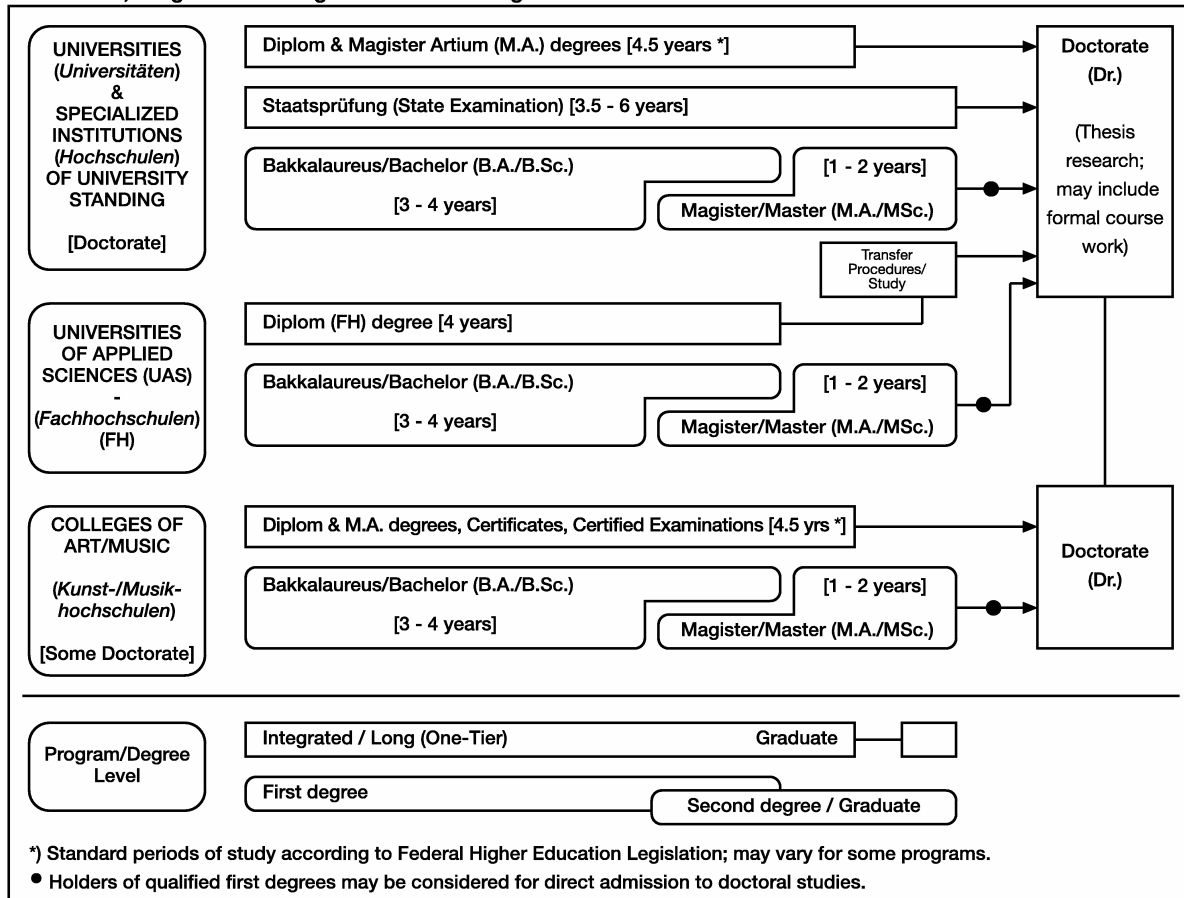 UNIVERSITIES
(Universitäten)
&
SPECIALIZED
INSTITUTIONS
(Hochschulen)
OF UNIVERSITY
STANDING
[Doctorate]
Diplom & Magister Artium (M.A.) degrees [4.5 years *]
Staatsprüfung (State Examination) [3.5 - 6 years]
Bakkalaureus/Bachelor (B.A./B.Sc.)
[3 - 4 years]
[1 - 2 years]
Magister/Master (M.A./MSc.)
Transfer
Procedures/
Study
Doctorate
(Dr.)
(Thesis
research;
may include
formal course
work)
UNIVERSITIES
OF APPLIED
SCIENCES (UAS)
-
(Fachhochschulen)
(FH)
Diplom (FH) degree [4 years]
Bakkalaureus/Bachelor (B.A./B.Sc.)
[3 - 4 years]
[1 - 2 years]
Magister/Master (M.A./MSc.)
COLLEGES OF
ART/MUSIC
(Kunst-/Musik-
hochschulen)
[Some Doctorate]
Diplom & M.A. degrees, Certificates, Certified Examinations [4.5 yrs *]
Bakkalaureus/Bachelor (B.A./B.Sc.)
[3 - 4 years]
[1 - 2 years]
Magister/Master (M.A./MSc.)
Doctorate
(Dr.)
Program/Degree
Level
Integrated / Long (One-Tier) Graduate
First degree
Second degree / Graduate
*) Standard periods of study according to Federal Higher Education Legislation; may vary for some programs.
● Holders of qualified first degrees may be considered for direct admission to doctoral studies.